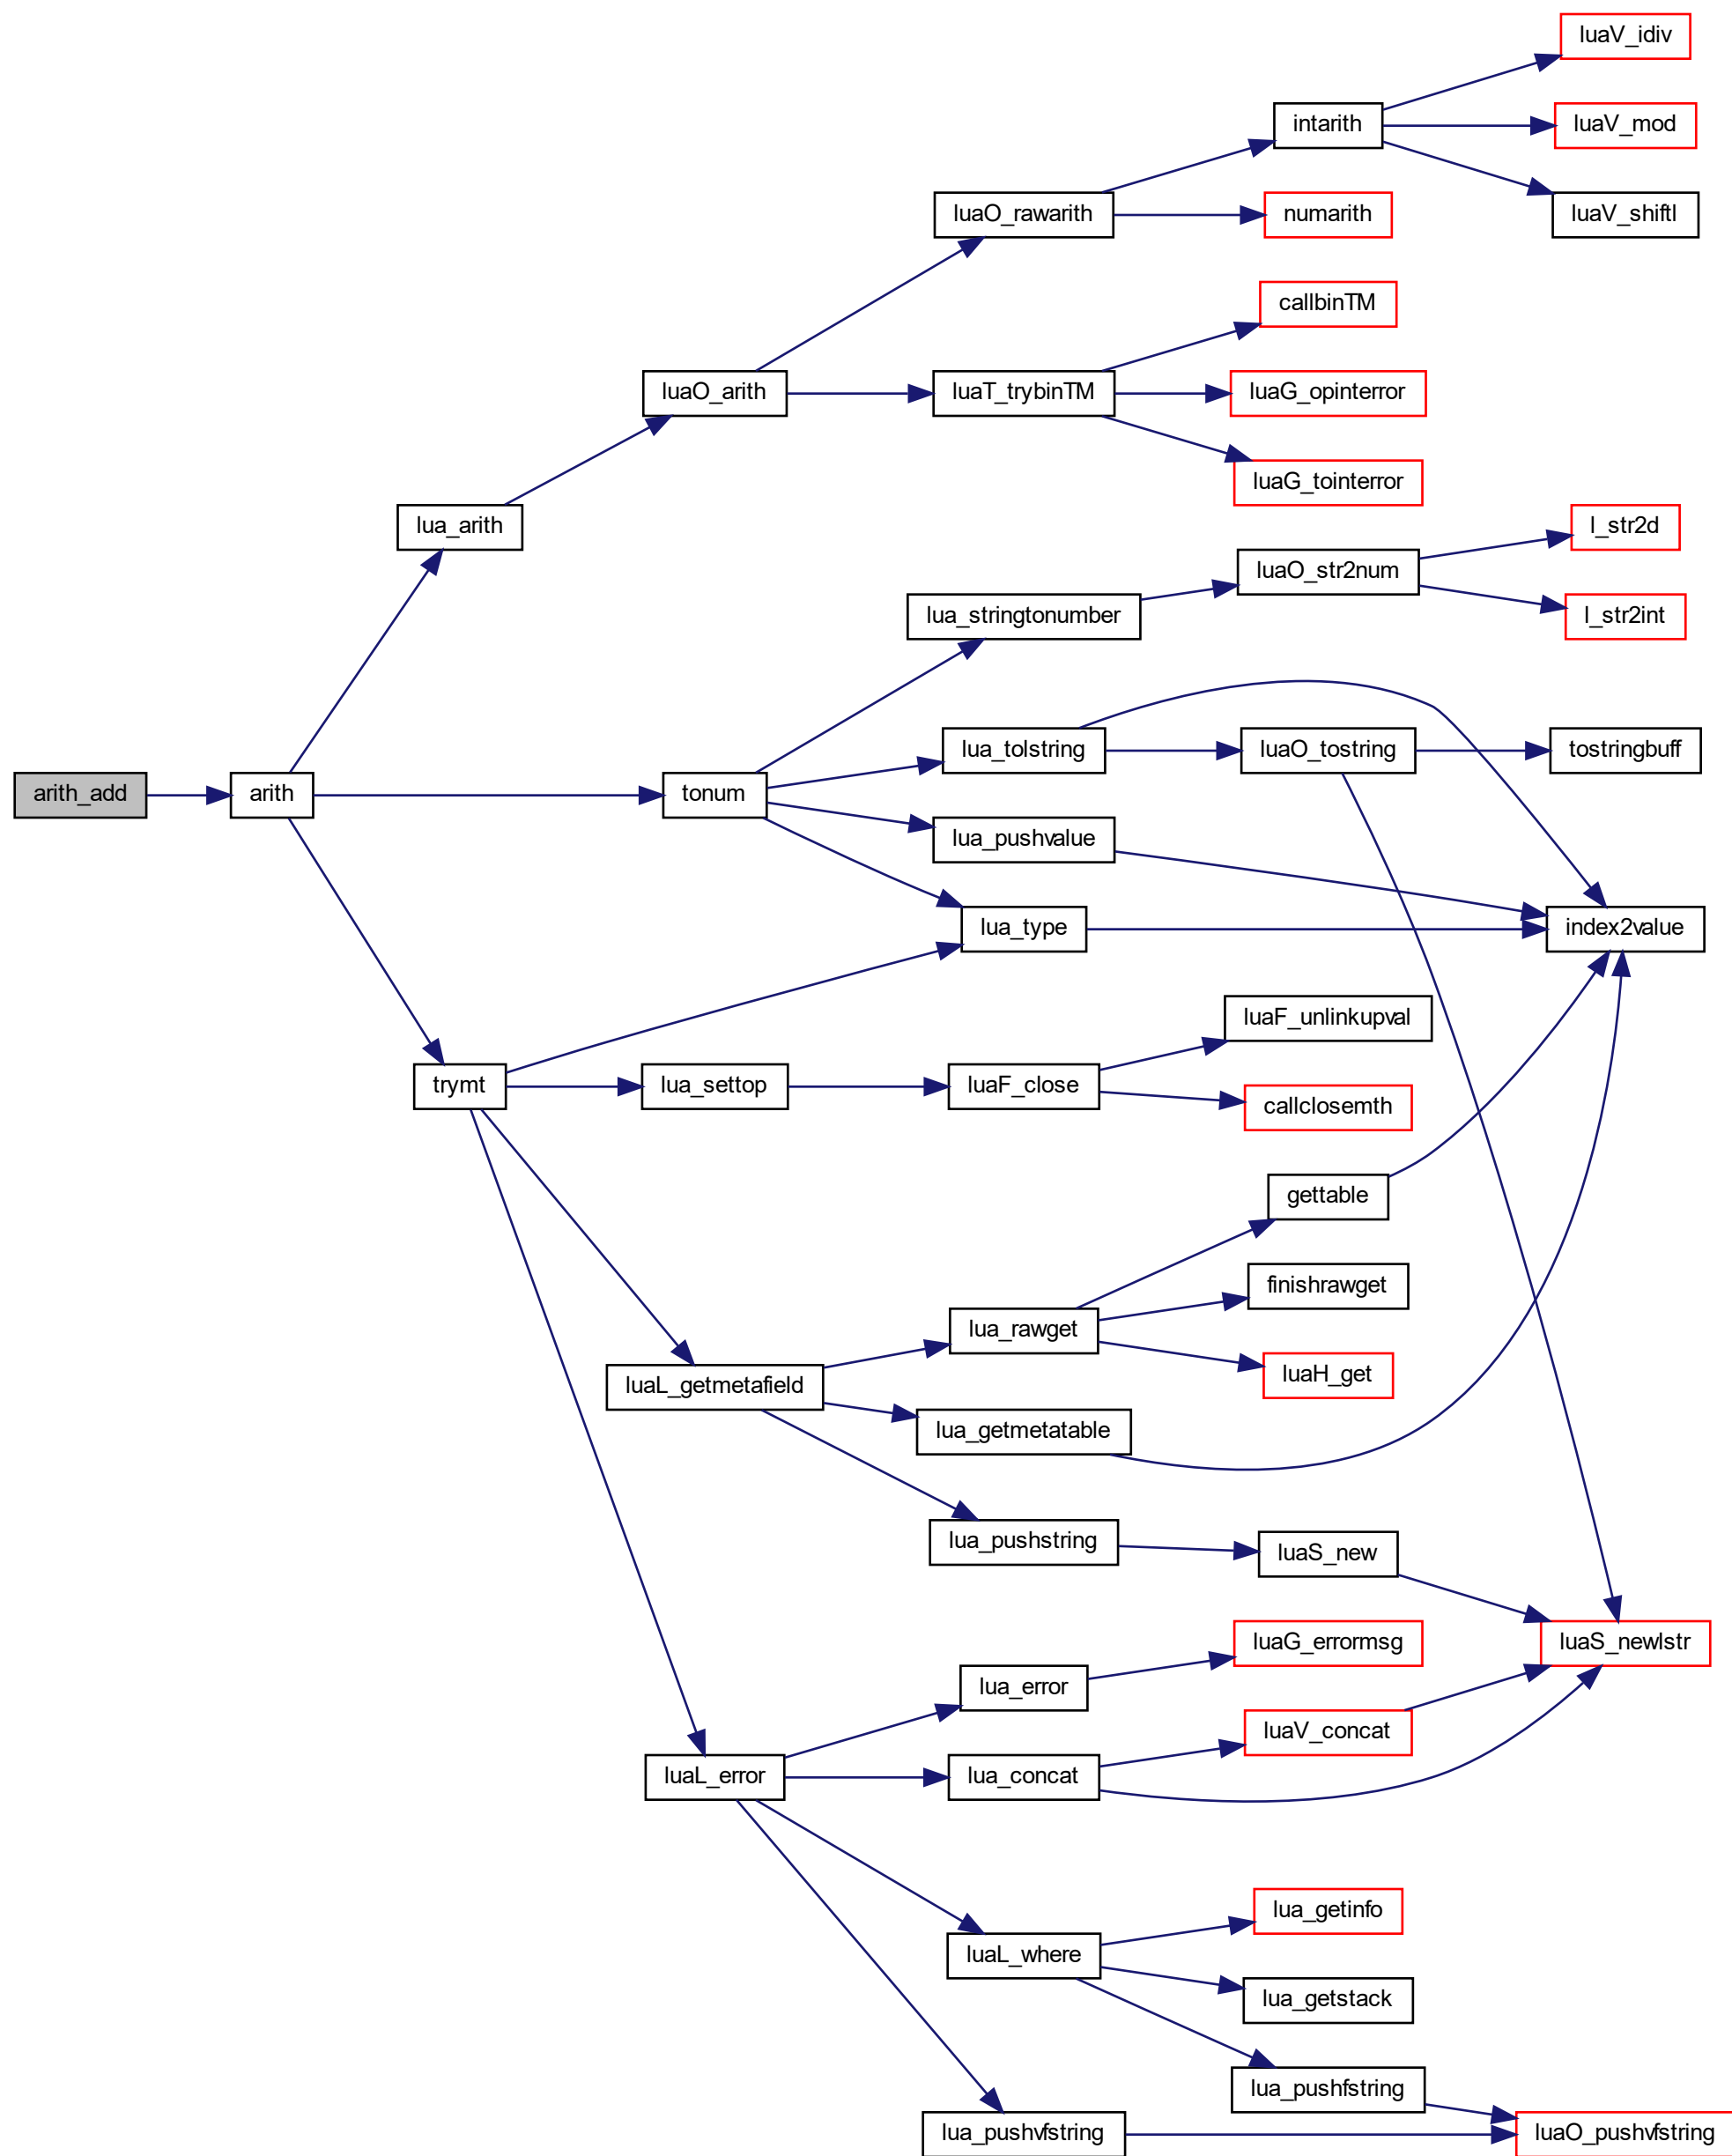 luaV_idiv
intarith
luaV_mod
luaO_rawarith
numarith
luaV_shiftl
callbinTM
luaO_arith
luaT_trybinTM
luaG_opinterror
luaG_tointerror
lua_arith
l_str2d
luaO_str2num
lua_stringtonumber
l_str2int
lua_tolstring
luaO_tostring
tostringbuff
arith_add
arith
tonum
lua_pushvalue
lua_type
index2value
luaF_unlinkupval
trymt
lua_settop
luaF_close
callclosemth
gettable
finishrawget
lua_rawget
luaH_get
luaL_getmetafield
lua_getmetatable
lua_pushstring
luaS_new
luaG_errormsg
luaS_newlstr
lua_error
luaV_concat
luaL_error
lua_concat
lua_getinfo
luaL_where
lua_getstack
lua_pushfstring
lua_pushvfstring
luaO_pushvfstring